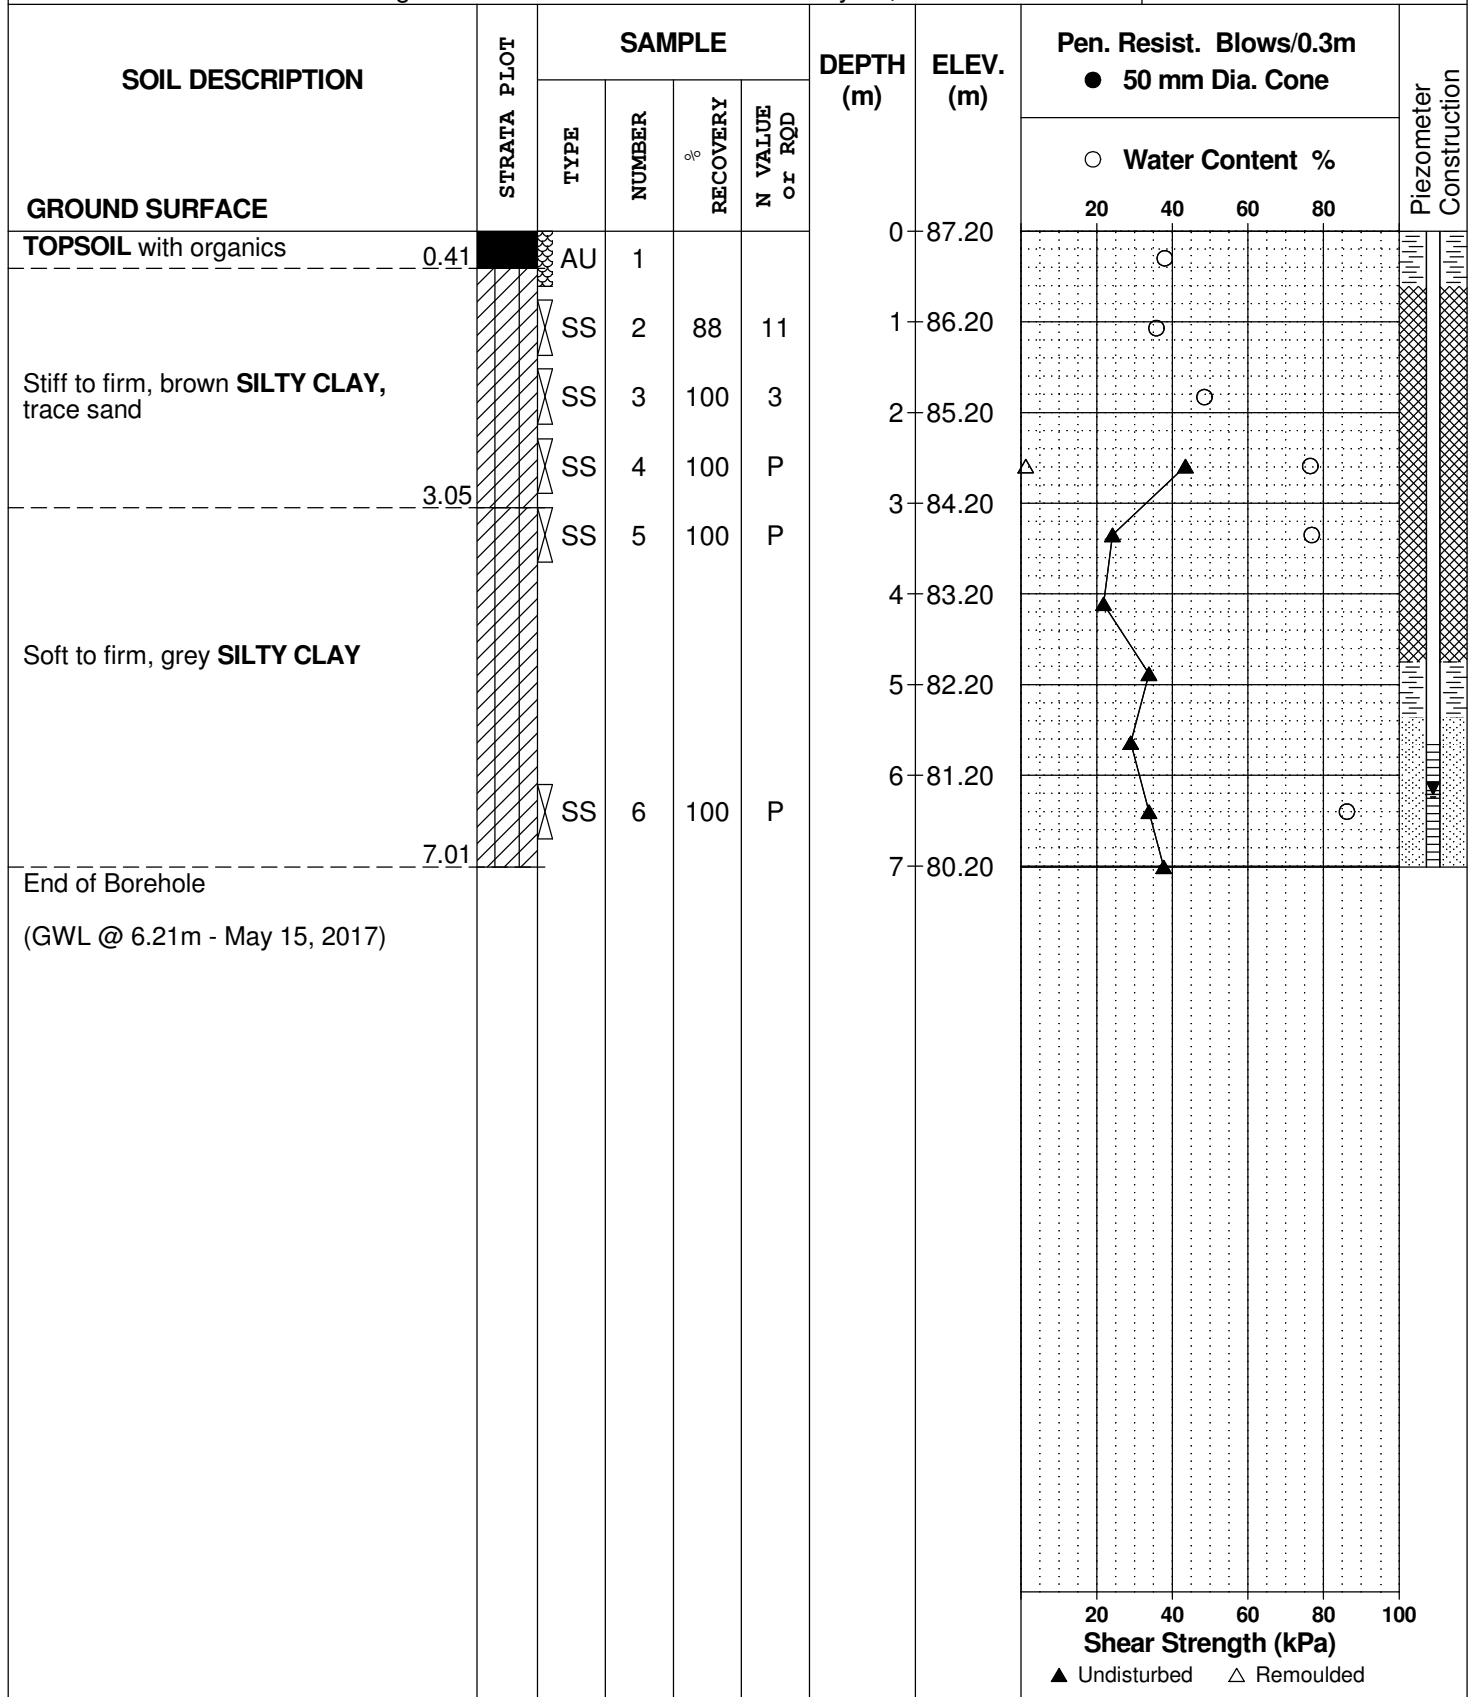 SOIL DESCRIPTION
GROUND SURFACE
STRATA PLOT
SAMPLE
TYPE
NUMBER
% RECOVERY
N VALUE or RQD
DEPTH (m)
ELEV. (m)
Pen. Resist. Blows/0.3m
● 50 mm Dia. Cone
○ Water Content %
20 40 60 80
Piezometer Construction
TOPSOIL with organics
0.41
AU 1
0 87.20
SS 2 88 11
1 86.20
Stiff to firm, brown SILTY CLAY,
trace sand
SS 3 100 3
2 85.20
SS 4 100 P
3.05
3 84.20
SS 5 100 P
4 83.20
Soft to firm, grey SILTY CLAY
5 82.20
6 81.20
SS 6 100 P
7.01
7 80.20
End of Borehole
(GWL @ 6.21m - May 15, 2017)
20 40 60 80 100
Shear Strength (kPa)
▲ Undisturbed △ Remoulded